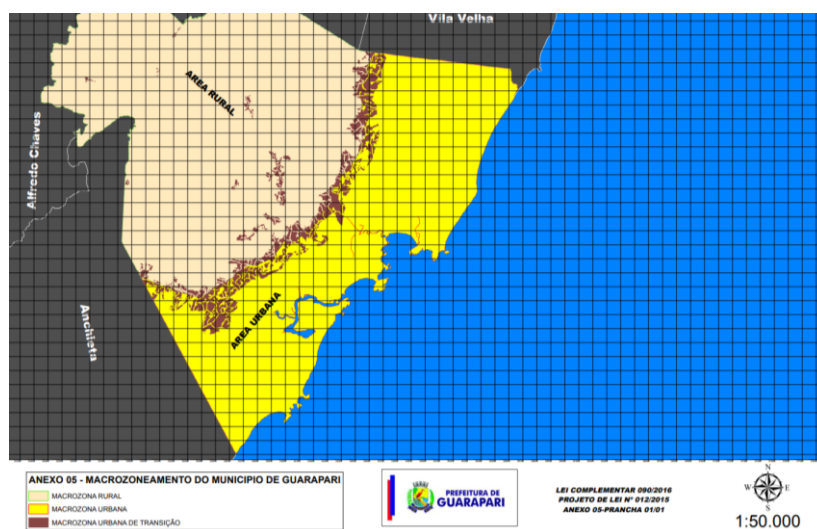 Vila Velha
AREA RURAL
Alfredo Chaves
AREA URBANA
Anchieta
ANEXO 05 - MACROZONEAMENTO DO MUNICIPIO DE GUARAPARI
MACROZONA RURAL
MACROZONA URBANA
MACROZONA URBANA DE TRANSIÇÃO
PREFEITURA DE
GUARAPARI
LEI COMPLEMENTAR 090/2016
PROJETO DE LEI Nº 012/2015
ANEXO 05-PRANCHA 01/01
N
W E
S
1:50.000